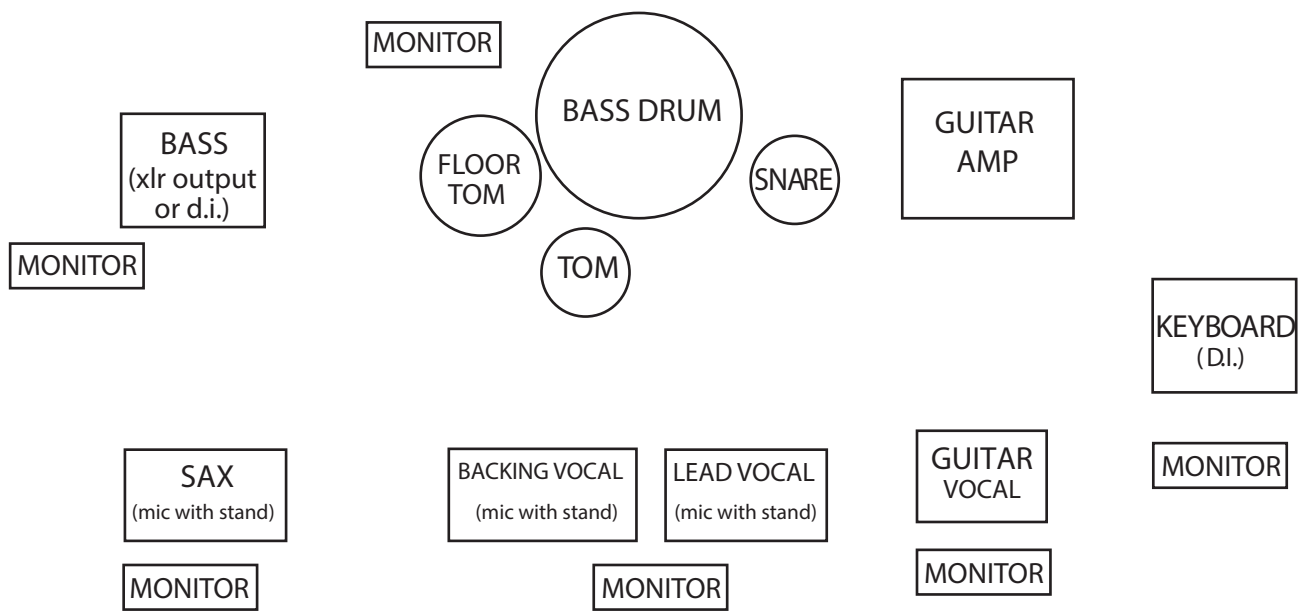 MONITOR
BASS DRUM
GUITAR
AMP
BASS
(xlr output
or d.i.)
FLOOR
TOM
SNARE
MONITOR
TOM
KEYBOARD
(D.I.)
SAX
(mic with stand)
BACKING VOCAL
(mic with stand)
LEAD VOCAL
(mic with stand)
GUITAR
VOCAL
MONITOR
MONITOR
MONITOR
MONITOR